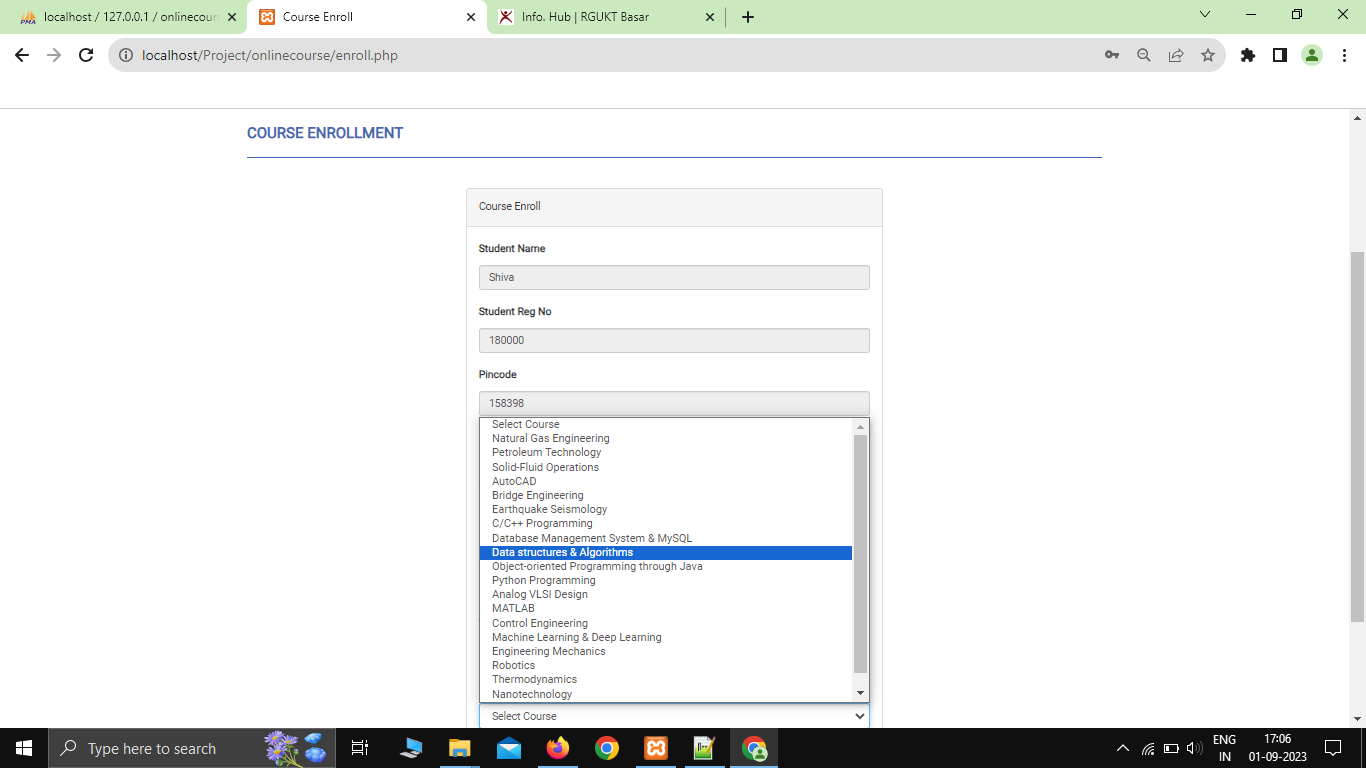 localhost / 127.0.0.1 / onlinecour
Course Enroll
Info. Hub | RGUKT Basar
localhost/Project/onlinecourse/enroll.php
COURSE ENROLLMENT
Course Enroll
Student Name
Shiva
Student Reg No
180000
Pincode
158398
Select Course
Natural Gas Engineering
Petroleum Technology
Solid-Fluid Operations
AutoCAD
Bridge Engineering
Earthquake Seismology
C/C++ Programming
Database Management System & MySQL
Data structures & Algorithms
Object-oriented Programming through Java
Python Programming
Analog VLSI Design
MATLAB
Control Engineering
Machine Learning & Deep Learning
Engineering Mechanics
Robotics
Thermodynamics
Nanotechnology
Select Course
Type here to search
ENG
IN
17:06
01-09-2023